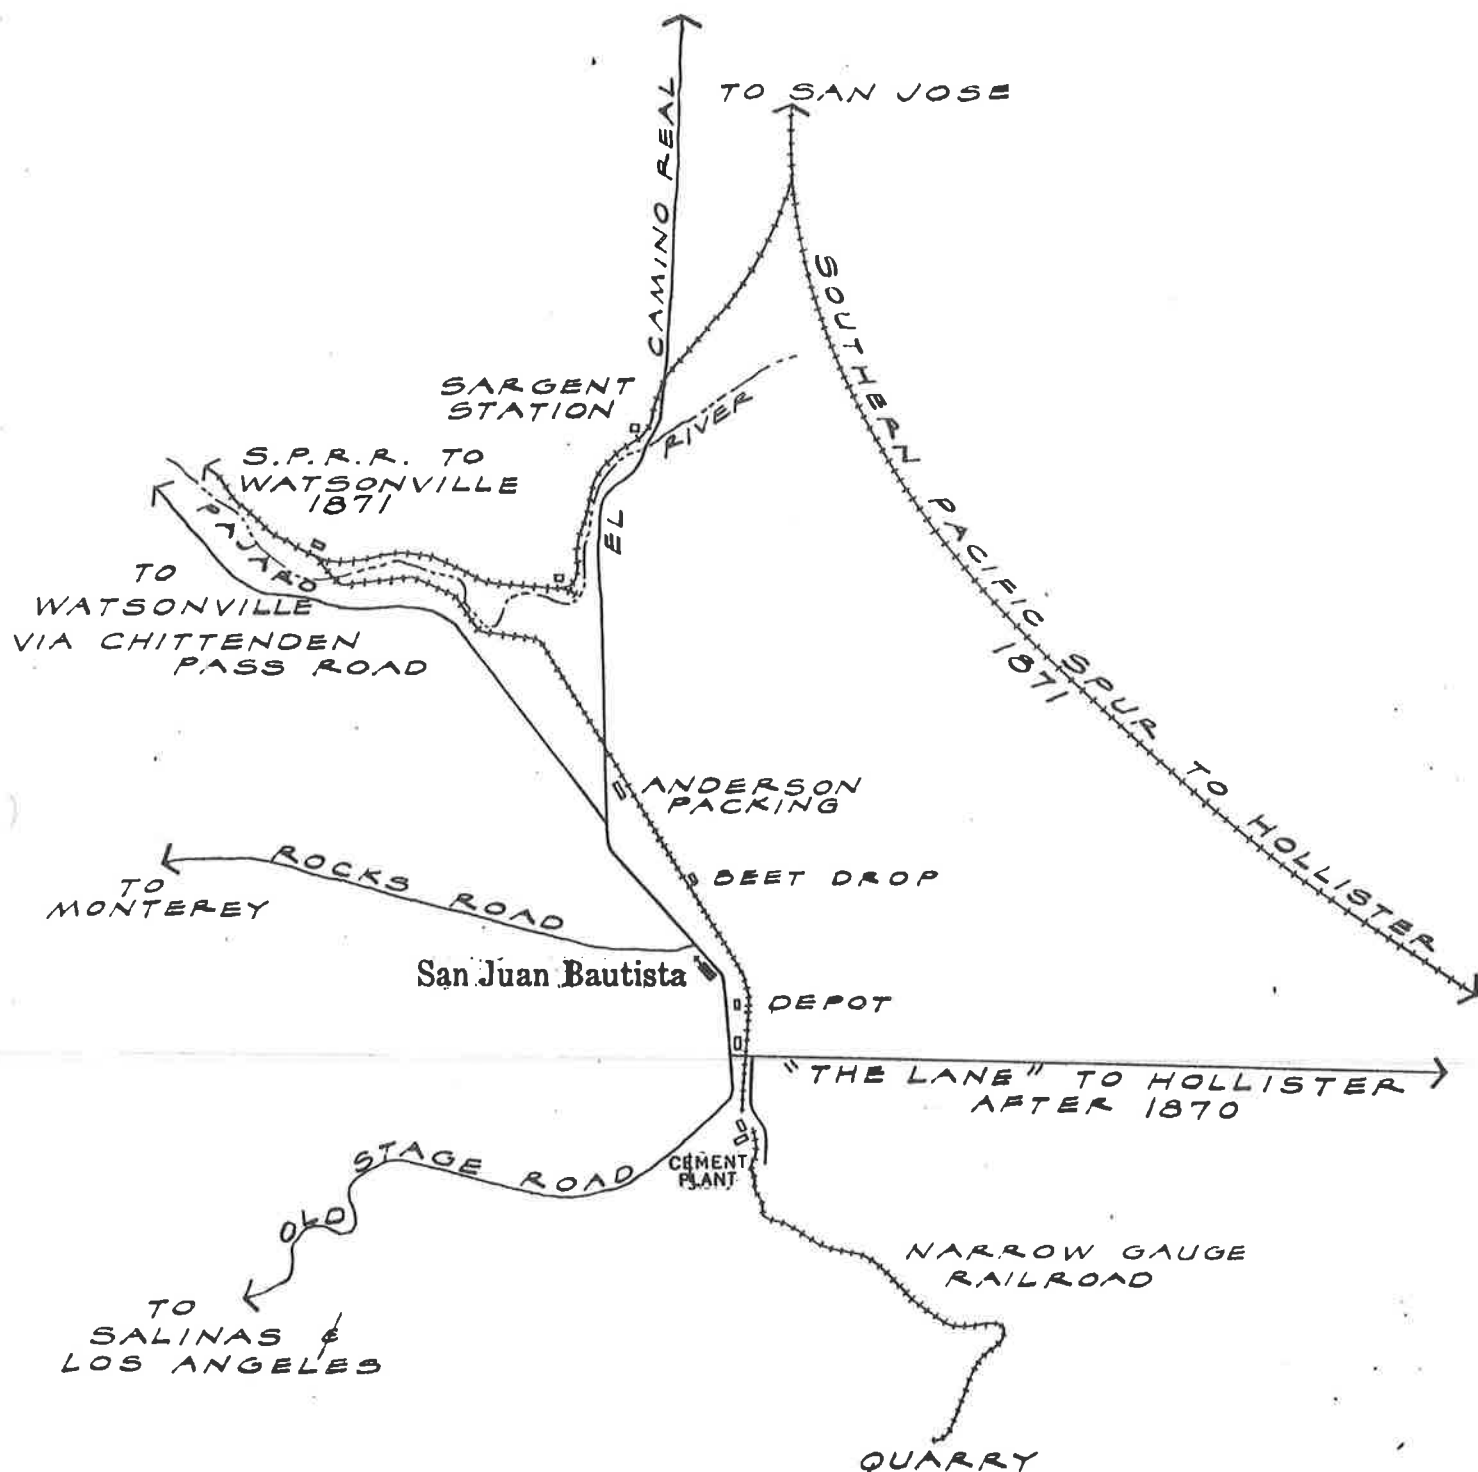 TO SAN JOSE
EL CAMINO REAL
SARGENT
STATION
RIVER
SOUTHERN PACIFIC SPUR TO HOLLISTER
1871
S.P.R.R. TO
WATSONVILLE
1871
PAJARO
TO
WATSONVILLE
VIA CHITTENDEN
PASS ROAD
ANDERSON
PACKING
BEET DROP
ROCKS ROAD
TO
MONTEREY
San Juan Bautista
DEPOT
"THE LANE" TO HOLLISTER
AFTER 1870
CEMENT
PLANT
OLD STAGE ROAD
NARROW GAUGE
RAILROAD
TO
SALINAS &
LOS ANGELES
QUARRY